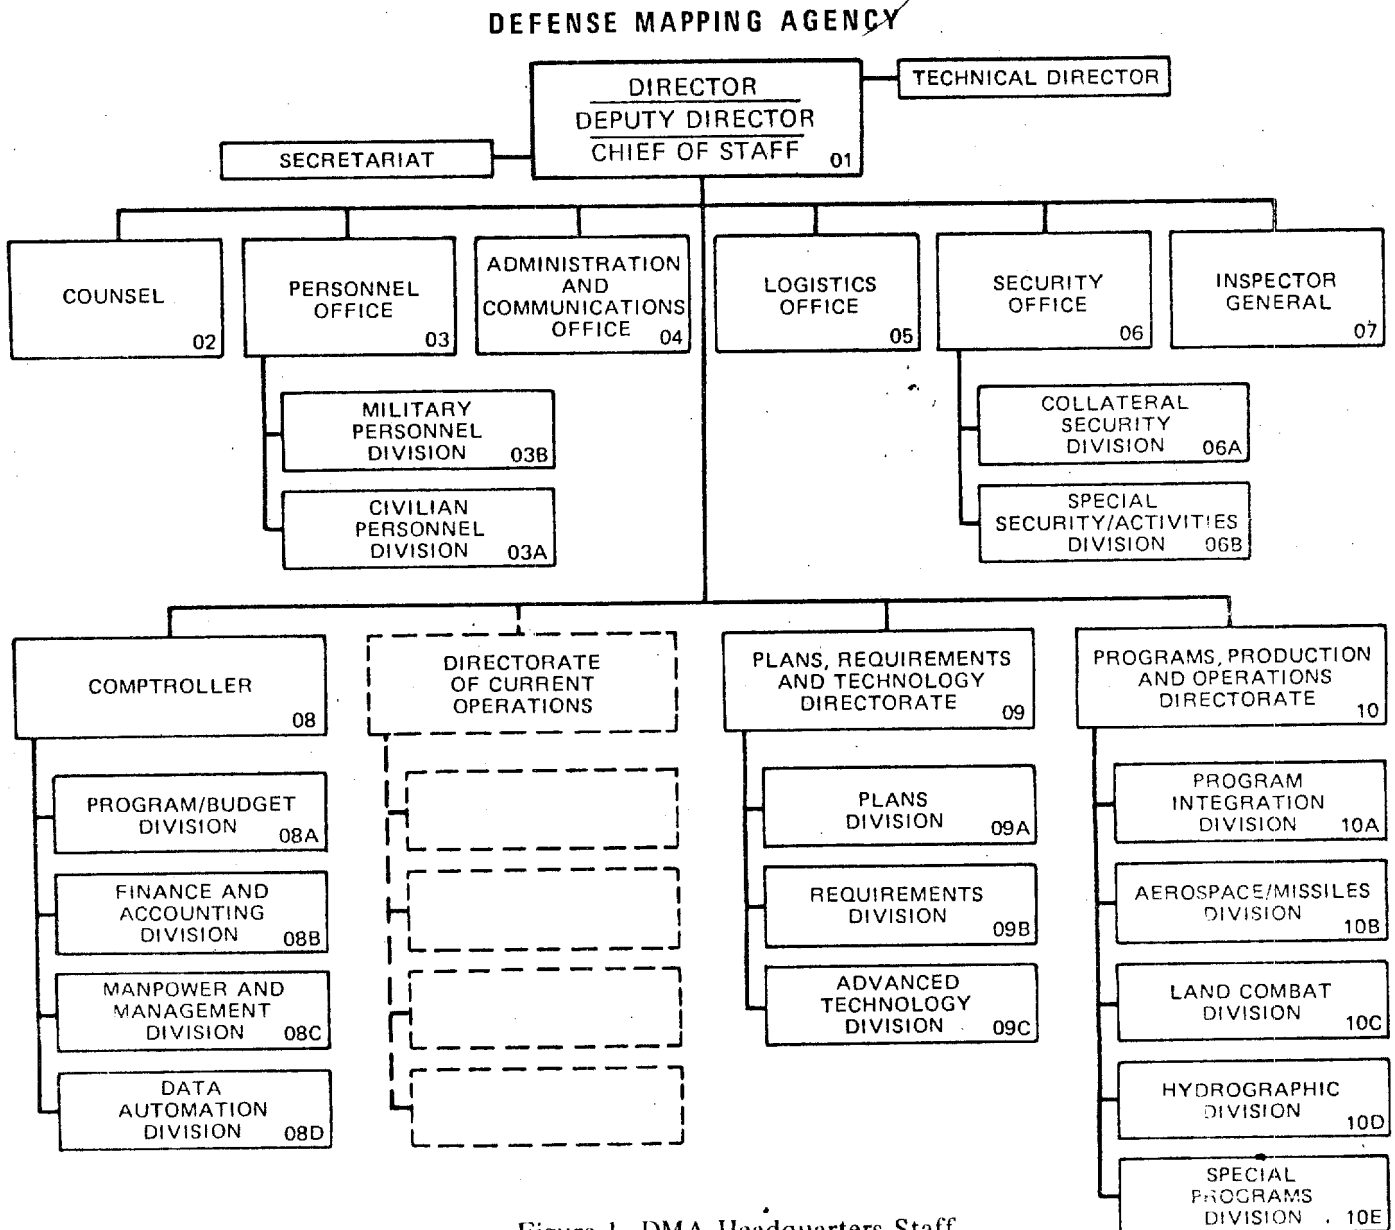 DEFENSE MAPPING AGENCY
DIRECTOR
DEPUTY DIRECTOR
CHIEF OF STAFF 01
TECHNICAL DIRECTOR
SECRETARIAT
COUNSEL
02
PERSONNEL
OFFICE
03
ADMINISTRATION
AND
COMMUNICATIONS
OFFICE 04
LOGISTICS
OFFICE
05
SECURITY
OFFICE
06
INSPECTOR
GENERAL
07
MILITARY
PERSONNEL
DIVISION 03B
CIVILIAN
PERSONNEL
DIVISION 03A
COLLATERAL
SECURITY
DIVISION 06A
SPECIAL
SECURITY/ACTIVITIES
DIVISION 06B
COMPTROLLER
08
PROGRAM/BUDGET
DIVISION 08A
FINANCE AND
ACCOUNTING
DIVISION 08B
MANPOWER AND
MANAGEMENT
DIVISION 08C
DATA
AUTOMATION
DIVISION 08D
DIRECTORATE
OF CURRENT
OPERATIONS
PLANS, REQUIREMENTS
AND TECHNOLOGY
DIRECTORATE 09
PLANS
DIVISION 09A
REQUIREMENTS
DIVISION 09B
ADVANCED
TECHNOLOGY
DIVISION 09C
PROGRAMS, PRODUCTION
AND OPERATIONS
DIRECTORATE 10
PROGRAM
INTEGRATION
DIVISION 10A
AEROSPACE/MISSILES
DIVISION 10B
LAND COMBAT
DIVISION 10C
HYDROGRAPHIC
DIVISION 10D
SPECIAL
PROGRAMS
DIVISION 10E
Figure 1. DMA Headquarters Staff